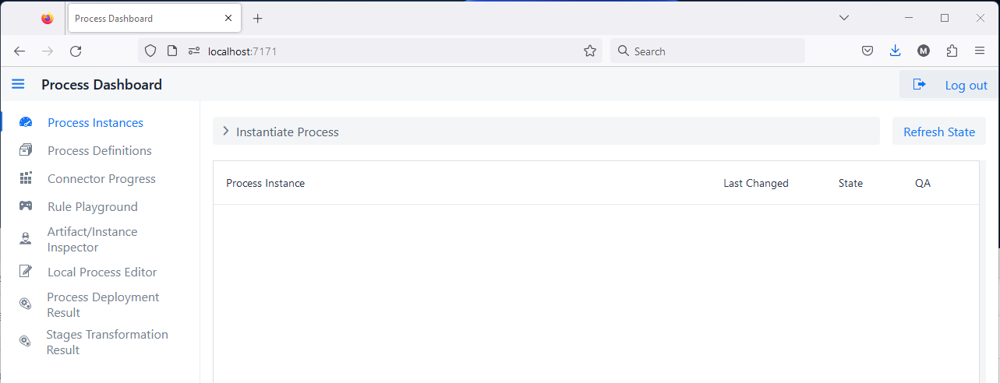 Process Dashboard
localhost:7171
Search
M
Process Dashboard
Log out
Process Instances
Process Definitions
Connector Progress
Rule Playground
Artifact/Instance
Inspector
Local Process Editor
Process Deployment
Result
Stages Transformation
Result
Instantiate Process
Refresh State
Process Instance Last Changed State QA